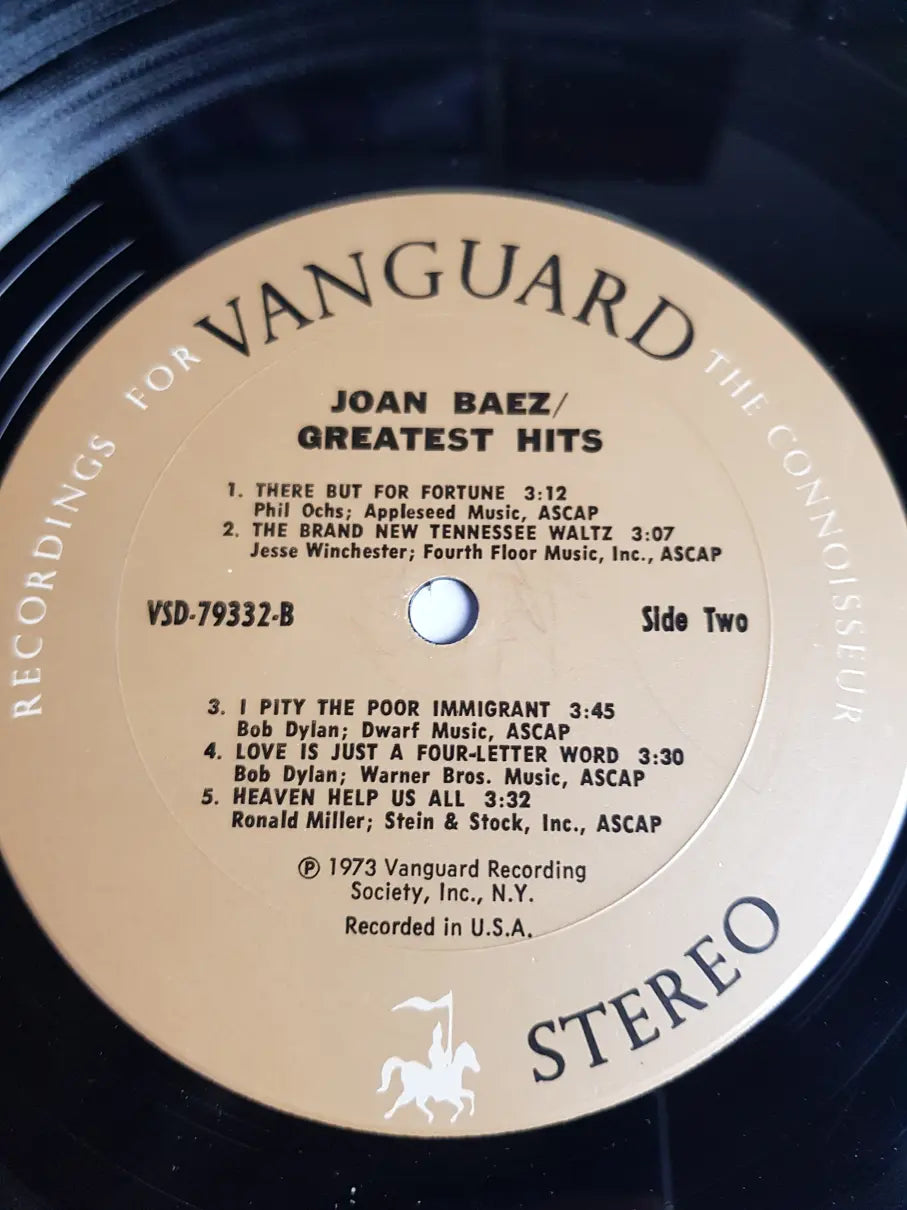 RECORDINGS FOR VANGUARD THE CONNOISSEUR
JOAN BAEZ/
GREATEST HITS
1. THERE BUT FOR FORTUNE 3:12
Phil Ochs; Appleseed Music, ASCAP
2. THE BRAND NEW TENNESSEE WALTZ 3:07
Jesse Winchester; Fourth Floor Music, Inc., ASCAP
VSD-79332-B Side Two
3. I PITY THE POOR IMMIGRANT 3:45
Bob Dylan; Dwarf Music, ASCAP
4. LOVE IS JUST A FOUR-LETTER WORD 3:30
Bob Dylan; Warner Bros. Music, ASCAP
5. HEAVEN HELP US ALL 3:32
Ronald Miller; Stein & Stock, Inc., ASCAP
℗ 1973 Vanguard Recording
Society, Inc., N.Y.
Recorded in U.S.A.
STEREO